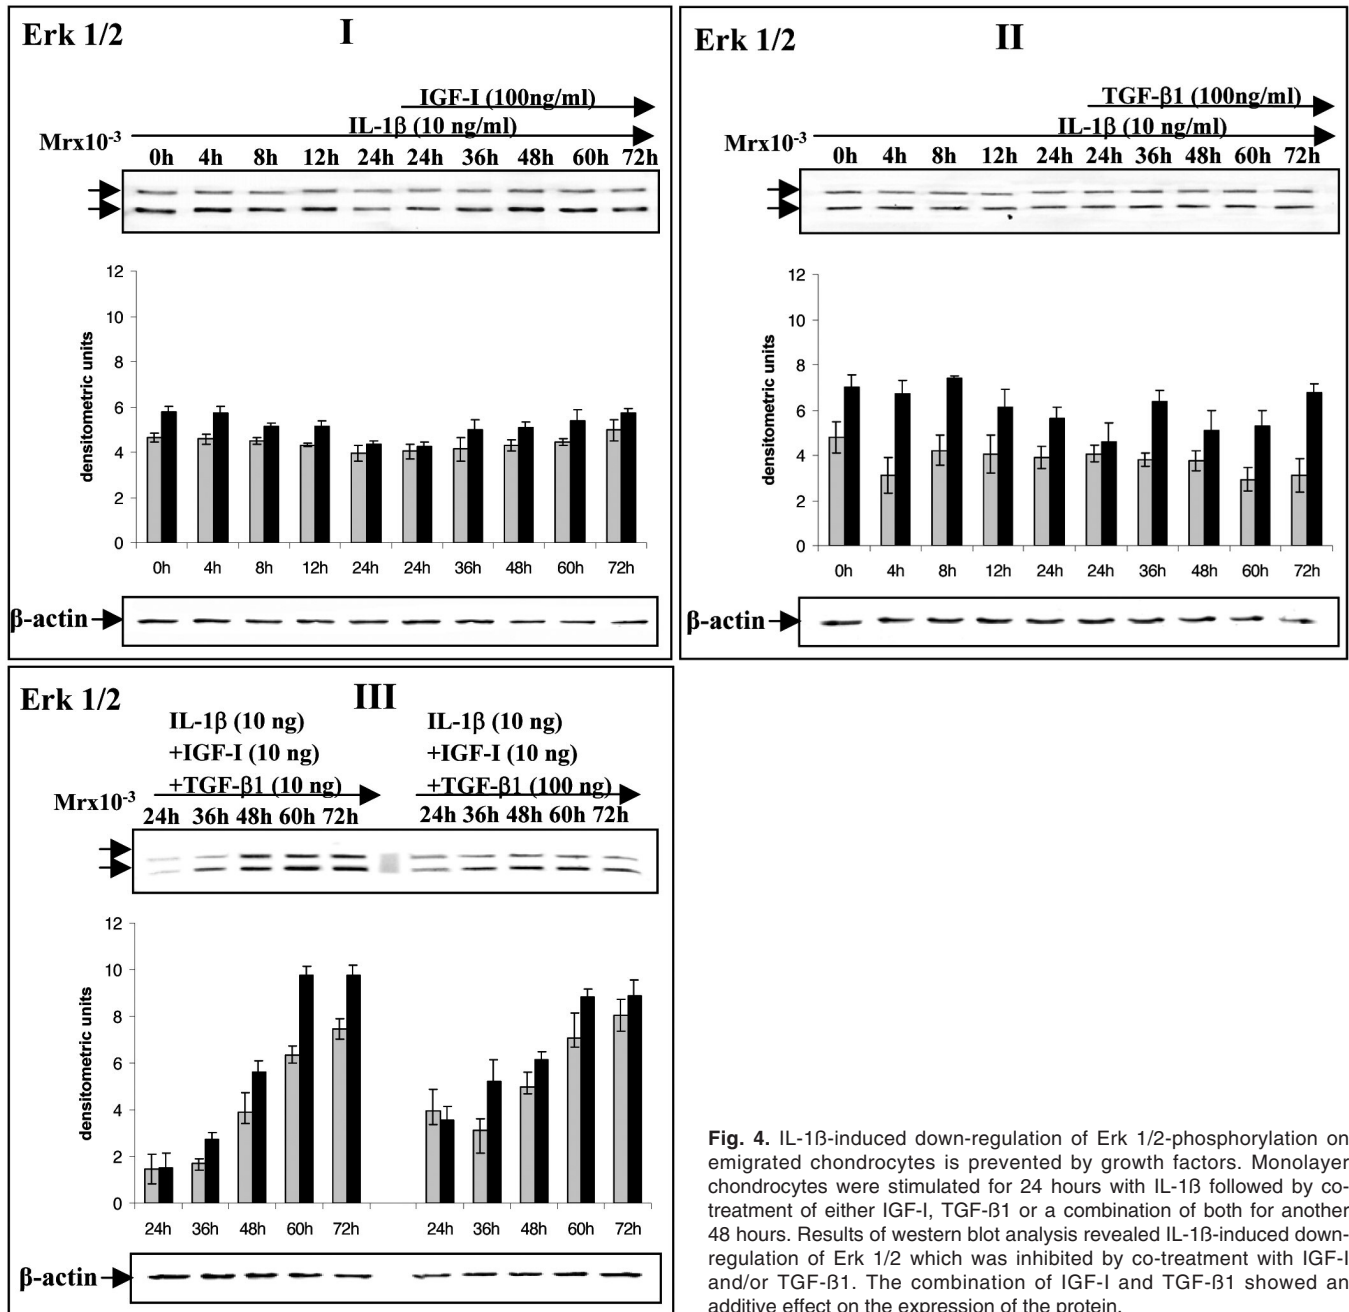 Erk 1/2 I
IGF-I (100ng/ml)
IL-1β (10 ng/ml)
Mrx10-3
0h 4h 8h 12h 24h 24h 36h 48h 60h 72h
12
10
8
6
4
2
0
densitometric units
0h 4h 8h 12h 24h 24h 36h 48h 60h 72h
β-actin
Erk 1/2 II
TGF-β1 (100ng/ml)
IL-1β (10 ng/ml)
Mrx10-3
0h 4h 8h 12h 24h 24h 36h 48h 60h 72h
12
10
8
6
4
2
0
densitometric units
0h 4h 8h 12h 24h 24h 36h 48h 60h 72h
β-actin
Erk 1/2 III
IL-1β (10 ng) IL-1β (10 ng)
+IGF-I (10 ng) +IGF-I (10 ng)
+TGF-β1 (10 ng) +TGF-β1 (100 ng)
Mrx10-3
24h 36h 48h 60h 72h 24h 36h 48h 60h 72h
12
10
8
6
4
2
0
densitometric units
24h 36h 48h 60h 72h 24h 36h 48h 60h 72h
β-actin
Fig. 4. IL-1ß-induced down-regulation of Erk 1/2-phosphorylation on
emigrated chondrocytes is prevented by growth factors. Monolayer
chondrocytes were stimulated for 24 hours with IL-1ß followed by co-
treatment of either IGF-I, TGF-ß1 or a combination of both for another
48 hours. Results of western blot analysis revealed IL-1ß-induced down-
regulation of Erk 1/2 which was inhibited by co-treatment with IGF-I
and/or TGF-ß1. The combination of IGF-I and TGF-ß1 showed an
additive effect on the expression of the protein.